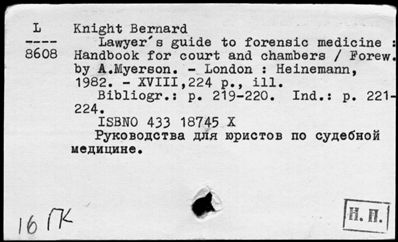 L Knight Bernard
---- Lawyer's guide to forensic medicine :
8608 Handbook for court and chambers / Forew.
by A.Myerson. - London : Heinemann,
1982. - XVIII,224 p., ill.
Bibliogr.: p. 219-220. Ind.: p. 221-
224.
ISBNO 433 18745 X
Руководства для юристов по судебной
медицине.
16 ГК
Н. П.